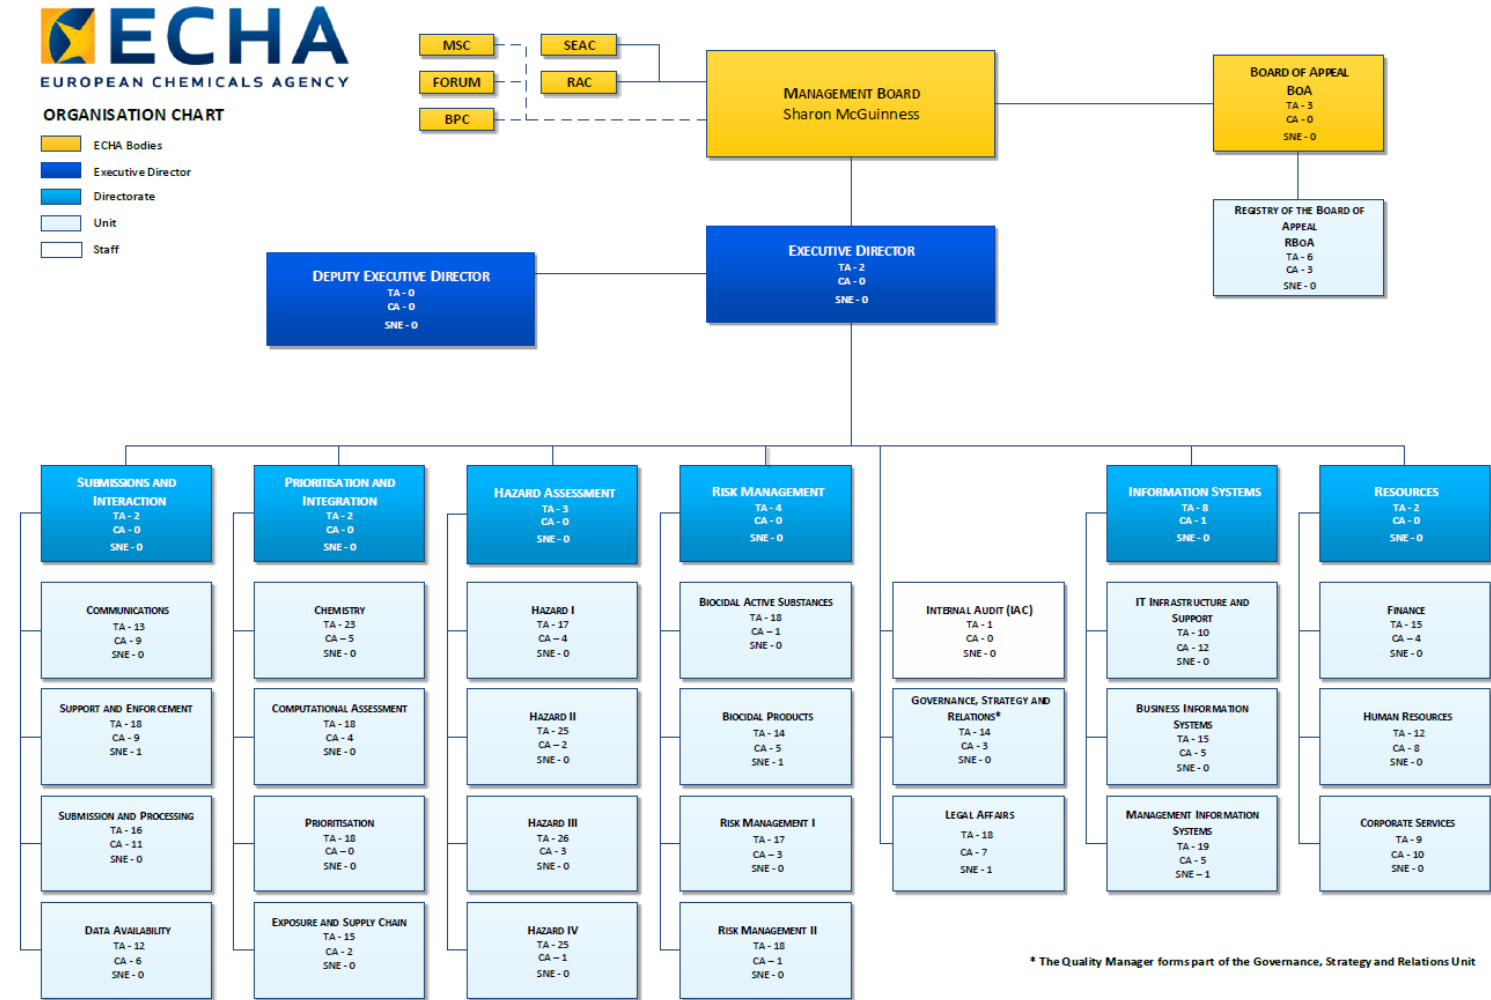 ECHA
EUROPEAN CHEMICALS AGENCY
ORGANISATION CHART
ECHA Bodies
Executive Director
Directorate
Unit
Staff
MSC
SEAC
FORUM
RAC
BPC
MANAGEMENT BOARD
Sharon McGuinness
BOARD OF APPEAL
BOA
TA - 3
CA - 0
SNE - 0
REGISTRY OF THE BOARD OF
APPEAL
RBOA
TA - 6
CA - 3
SNE - 0
EXECUTIVE DIRECTOR
TA - 2
CA - 0
SNE - 0
DEPUTY EXECUTIVE DIRECTOR
TA - 0
CA - 0
SNE - 0
SUBMISSIONS AND
INTERACTION
TA - 2
CA - 0
SNE - 0
COMMUNICATIONS
TA - 13
CA - 9
SNE - 0
SUPPORT AND ENFORCEMENT
TA - 18
CA - 9
SNE - 1
SUBMISSION AND PROCESSING
TA - 16
CA - 11
SNE - 0
DATA AVAILABILITY
TA - 12
CA - 6
SNE - 0
PRIORITISATION AND
INTEGRATION
TA - 2
CA - 0
SNE - 0
CHEMISTRY
TA - 23
CA – 5
SNE - 0
COMPUTATIONAL ASSESSMENT
TA - 18
CA - 4
SNE - 0
PRIORITISATION
TA - 18
CA – 0
SNE - 0
EXPOSURE AND SUPPLY CHAIN
TA - 15
CA - 2
SNE - 0
HAZARD ASSESSMENT
TA - 3
CA - 0
SNE - 0
HAZARD I
TA - 17
CA – 4
SNE - 0
HAZARD II
TA - 25
CA – 2
SNE - 0
HAZARD III
TA - 26
CA - 3
SNE - 0
HAZARD IV
TA - 25
CA – 1
SNE - 0
RISK MANAGEMENT
TA - 4
CA - 0
SNE - 0
BIOCIDAL ACTIVE SUBSTANCES
TA - 18
CA – 1
SNE - 0
BIOCIDAL PRODUCTS
TA - 14
CA - 5
SNE - 1
RISK MANAGEMENT I
TA - 17
CA – 3
SNE - 0
RISK MANAGEMENT II
TA - 18
CA – 1
SNE - 0
INTERNAL AUDIT (IAC)
TA - 1
CA - 0
SNE - 0
GOVERNANCE, STRATEGY AND
RELATIONS*
TA - 14
CA - 3
SNE - 0
LEGAL AFFAIRS
TA - 18
CA - 7
SNE - 1
INFORMATION SYSTEMS
TA - 8
CA - 1
SNE - 0
IT INFRASTRUCTURE AND
SUPPORT
TA - 10
CA - 12
SNE - 0
BUSINESS INFORMATION
SYSTEMS
TA - 15
CA - 5
SNE - 0
MANAGEMENT INFORMATION
SYSTEMS
TA - 19
CA - 5
SNE – 1
RESOURCES
TA - 2
CA - 0
SNE - 0
FINANCE
TA - 15
CA – 4
SNE - 0
HUMAN RESOURCES
TA - 12
CA - 8
SNE - 0
CORPORATE SERVICES
TA - 9
CA - 10
SNE - 0
* The Quality Manager forms part of the Governance, Strategy and Relations Unit